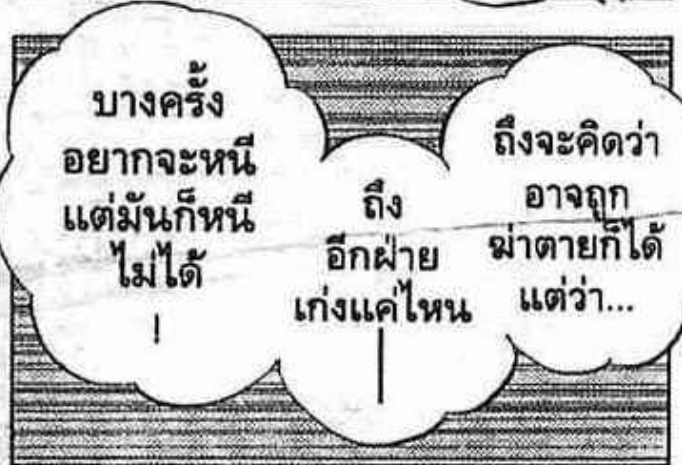 ถึงจะคิดว่า
อาจถูก
ฆ่าตายก็ได้
แต่ว่า...
ถึง
อีกฝ่าย
เก่งแค่ไหน
—
บางครั้ง
อยากจะหนี
แต่มันก็หนี
ไม่ได้
!